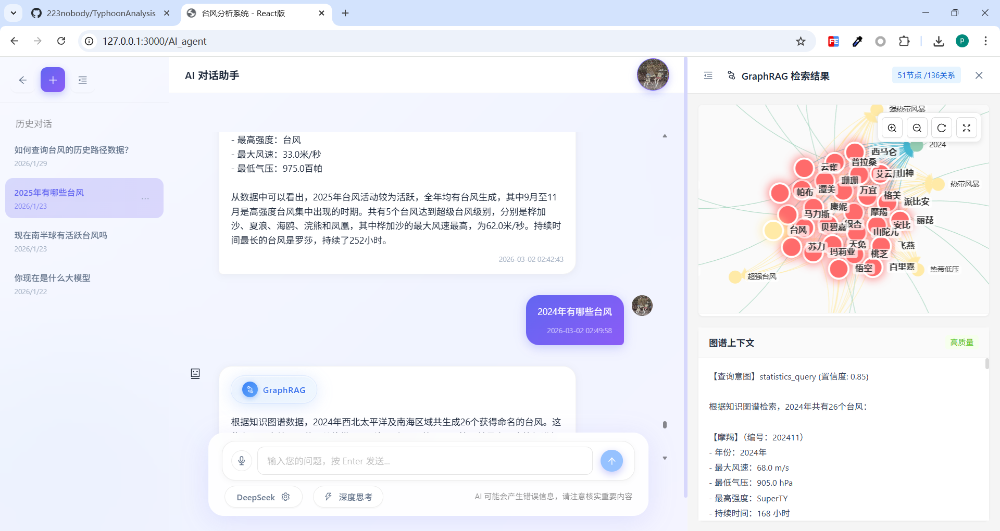 223nobody/TyphoonAnalysis
台风分析系统 - React版
127.0.0.1:3000/AI_agent
P
历史对话
如何查询台风的历史路径数据?
2026/1/29
2025年有哪些台风
2026/1/23
现在南半球有活跃台风吗
2026/1/23
你现在是什么大模型
2026/1/22
AI 对话助手
- 最高强度：台风
- 最大风速：33.0米/秒
- 最低气压：975.0百帕
从数据中可以看出，2025年台风活动较为活跃，全年均有台风生成，其中9月至11
月是高强度台风集中出现的时期。共有5个台风达到超级台风级别，分别是桦加
沙、夏浪、海鸥、浣熊和凤凰，其中桦加沙的最大风速最高，为62.0米/秒。持续时
间最长的台风是罗莎，持续了252小时。
2026-03-02 02:42:43
2024年有哪些台风
2026-03-02 02:49:58
GraphRAG
根据知识图谱数据，2024年西北太平洋及南海区域共生成26个获得命名的台风。这
输入您的问题，按 Enter 发送...
DeepSeek
深度思考
AI 可能会产生错误信息，请注意核实重要内容
GraphRAG 检索结果
51节点 /136关系
强热带风暴
2024
西马仑
普拉桑
云雀
艾云尼
山神
珊珊
热带风暴
潭美
万宜
帕布
格美
派比安
康妮
摩羯
马力斯
丽琵
银杏
安比
贝碧嘉
台风
山陀儿
天兔
飞燕
苏力
玛莉亚
桃芝
悟空
百里嘉
热带低压
超强台风
图谱上下文
高质量
【查询意图】statistics_query (置信度: 0.85)
根据知识图谱检索，2024年共有26个台风：
【摩羯】（编号：202411）
- 年份：2024年
- 最大风速：68.0 m/s
- 最低气压：905.0 hPa
- 最高强度：SuperTY
- 持续时间：168 小时